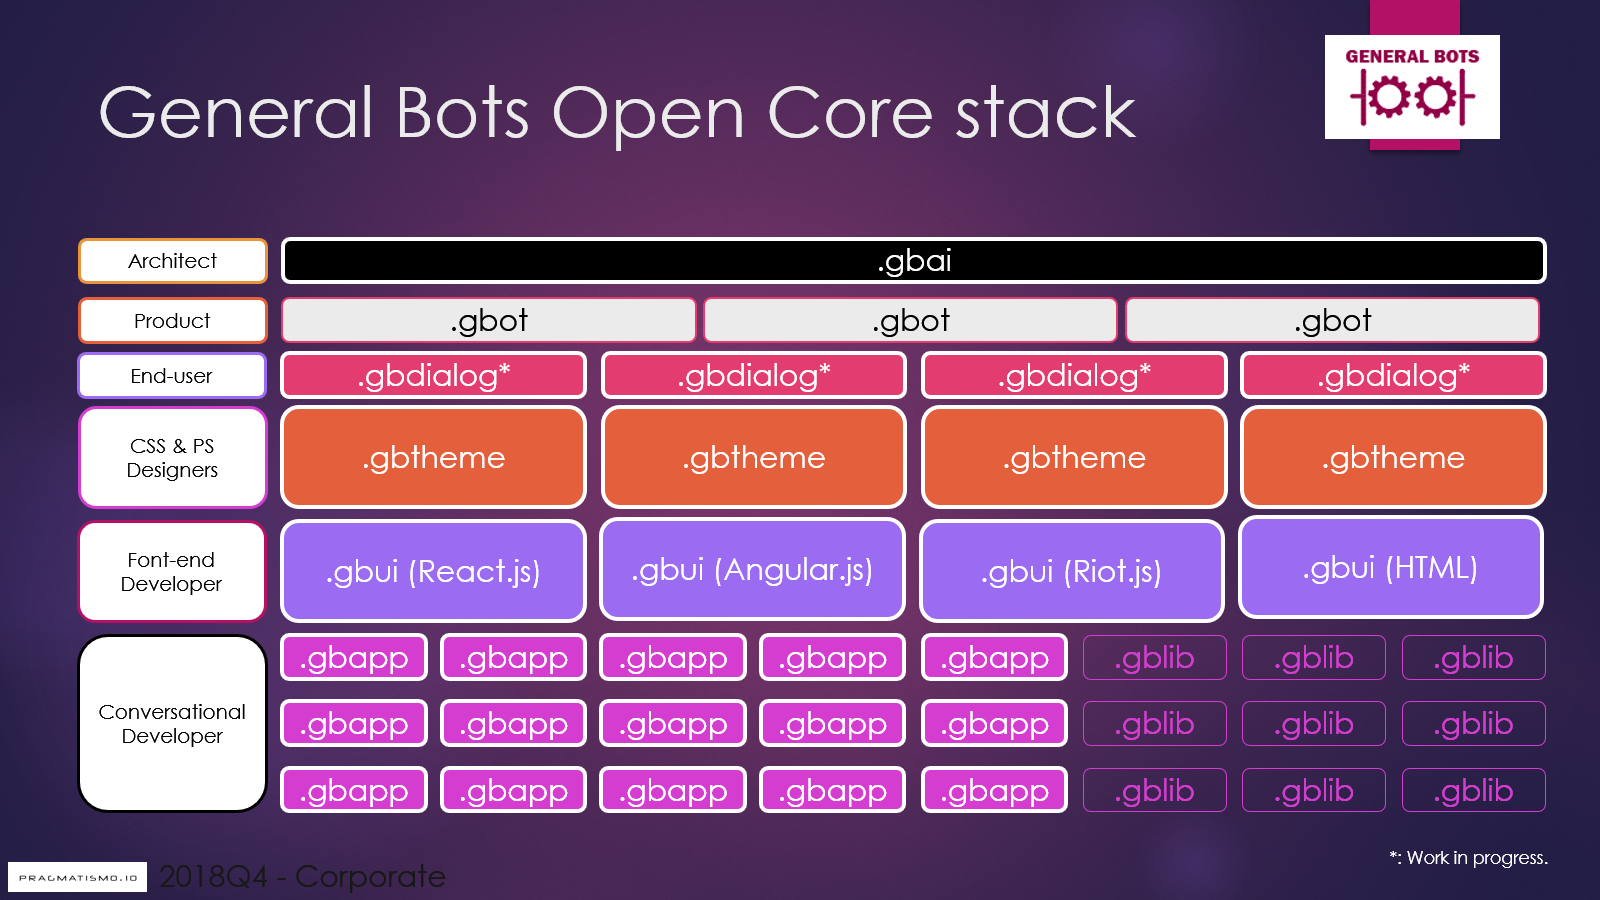 GENERAL BOTS
General Bots Open Core stack
Architect
.gbai
Product
.gbot .gbot .gbot
End-user
.gbdialog* .gbdialog* .gbdialog* .gbdialog*
CSS & PS
Designers
.gbtheme .gbtheme .gbtheme .gbtheme
Font-end
Developer
.gbui (React.js) .gbui (Angular.js) .gbui (Riot.js) .gbui (HTML)
Conversational
Developer
.gbapp .gbapp .gbapp .gbapp .gbapp .gblib .gblib .gblib
.gbapp .gbapp .gbapp .gbapp .gbapp .gblib .gblib .gblib
.gbapp .gbapp .gbapp .gbapp .gbapp .gblib .gblib .gblib
*: Work in progress.
PRAGMATISMO.IO
2018Q4 - Corporate